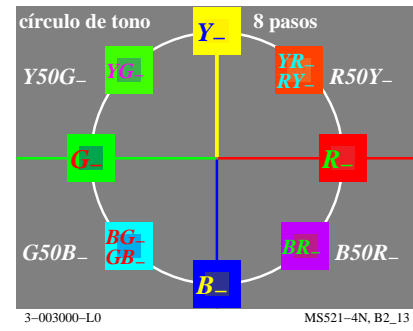 círculo de tono Y_ 8 pasos
Y50G_ YG_ YR_ R50Y_
RY_
G_ R_
G50B_ BG_ BR_ B50R_
GB_
B_
3-003000-L0 MS521-4N, B2_13